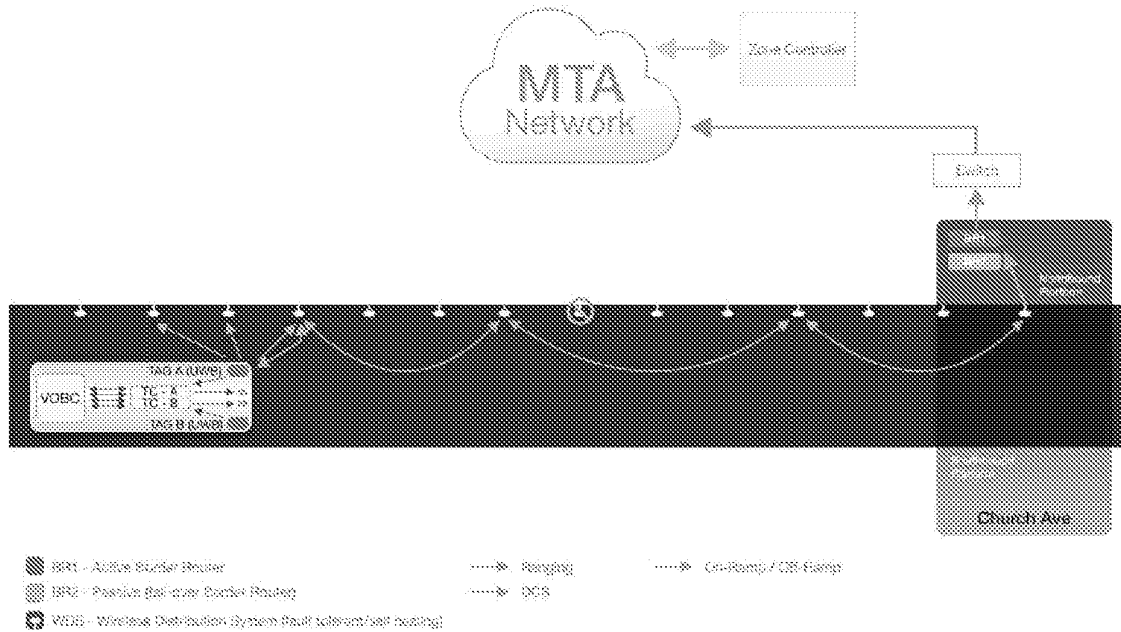 MTA
Network
Zone Controller
Switch
BR1
TAG A (UWB)
VOBC
TC - A
TC - B
TAG B (UWB)
Church Ave
BR1 - Active Border Router
BR2 - Passive (fail-over Border Router)
WDS - Wireless Distribution System (fault tolerant/self healing)
Ranging
DCS
On-Ramp / Off-Ramp